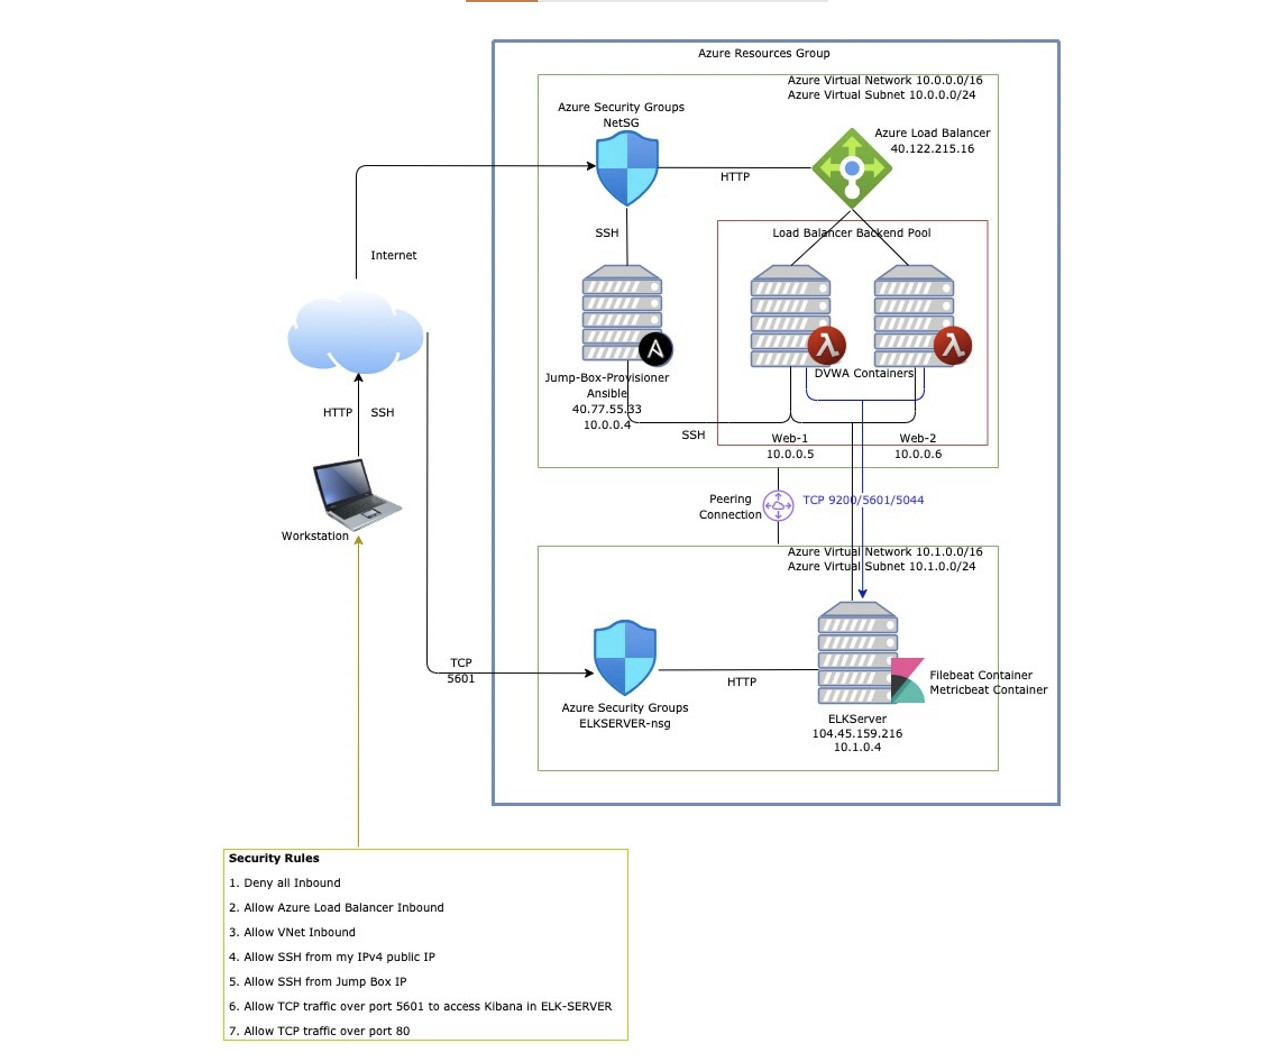 Azure Resources Group
Azure Virtual Network 10.0.0.0/16
Azure Virtual Subnet 10.0.0.0/24
Azure Security Groups
NetSG
Azure Load Balancer
40.122.215.16
HTTP
SSH
Load Balancer Backend Pool
Internet
Jump-Box-Provisioner
Ansible
40.77.55.33
10.0.0.4
DVWA Containers
HTTP
SSH
SSH
Web-1
10.0.0.5
Web-2
10.0.0.6
Workstation
Peering
Connection
TCP 9200/5601/5044
Azure Virtual Network 10.1.0.0/16
Azure Virtual Subnet 10.1.0.0/24
TCP
5601
HTTP
Azure Security Groups
ELKSERVER-nsg
Filebeat Container
Metricbeat Container
ELKServer
104.45.159.216
10.1.0.4
Security Rules
1. Deny all Inbound
2. Allow Azure Load Balancer Inbound
3. Allow VNet Inbound
4. Allow SSH from my IPv4 public IP
5. Allow SSH from Jump Box IP
6. Allow TCP traffic over port 5601 to access Kibana in ELK-SERVER
7. Allow TCP traffic over port 80